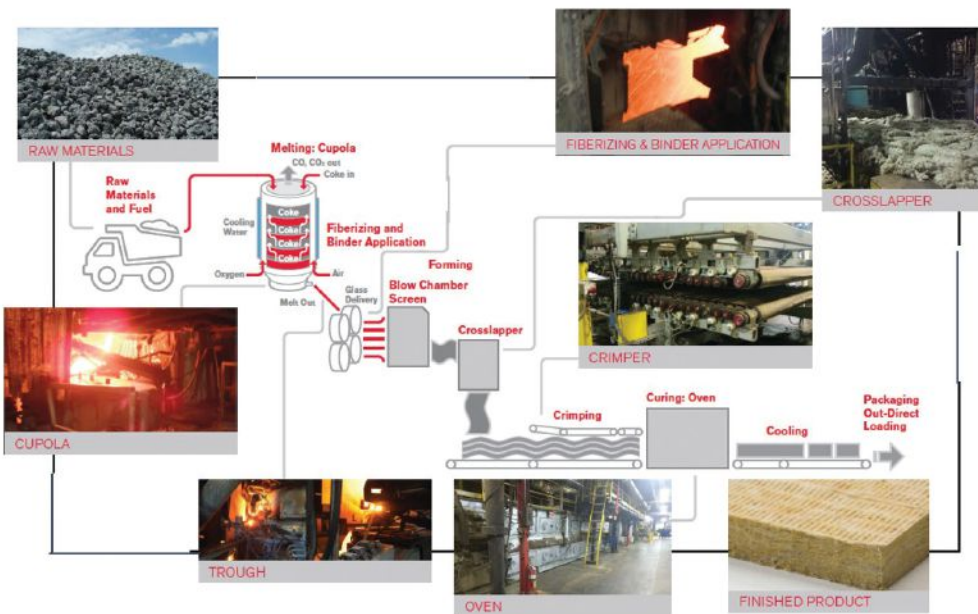 RAW MATERIALS
FIBERIZING & BINDER APPLICATION
CROSSLAPPER
Melting: Cupola
CO, CO₂ out
Coke in
Raw
Materials
and Fuel
Coke
Coke
Coke
Coke
Cooling
Water
Fiberizing and
Binder Application
Oxygen
Air
Melt Out
Glass
Delivery
Forming
Blow Chamber
Screen
Crosslapper
CRIMPER
CUPOLA
Crimping
Curing: Oven
Cooling
Packaging
Out-Direct
Loading
TROUGH
OVEN
FINISHED PRODUCT